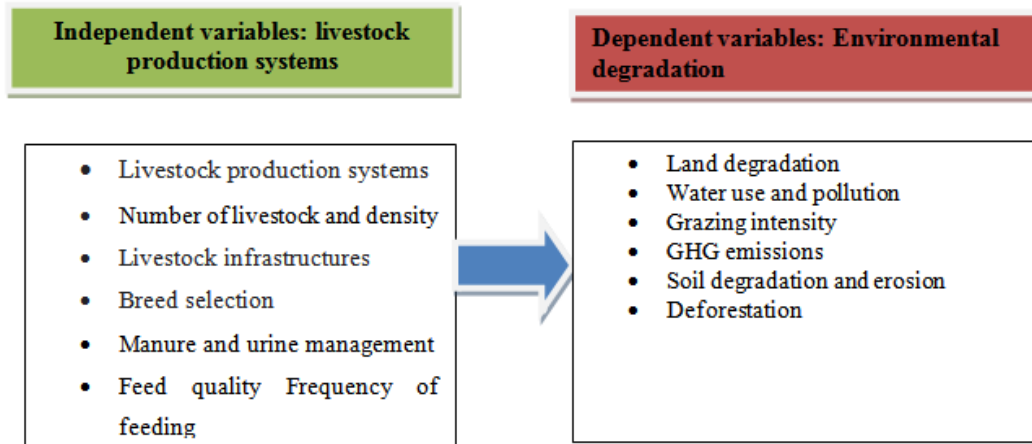 Independent variables: livestock
production systems
Dependent variables: Environmental
degradation
• Livestock production systems
• Number of livestock and density
• Livestock infrastructures
• Breed selection
• Manure and urine management
• Feed quality Frequency of
feeding
• Land degradation
• Water use and pollution
• Grazing intensity
• GHG emissions
• Soil degradation and erosion
• Deforestation